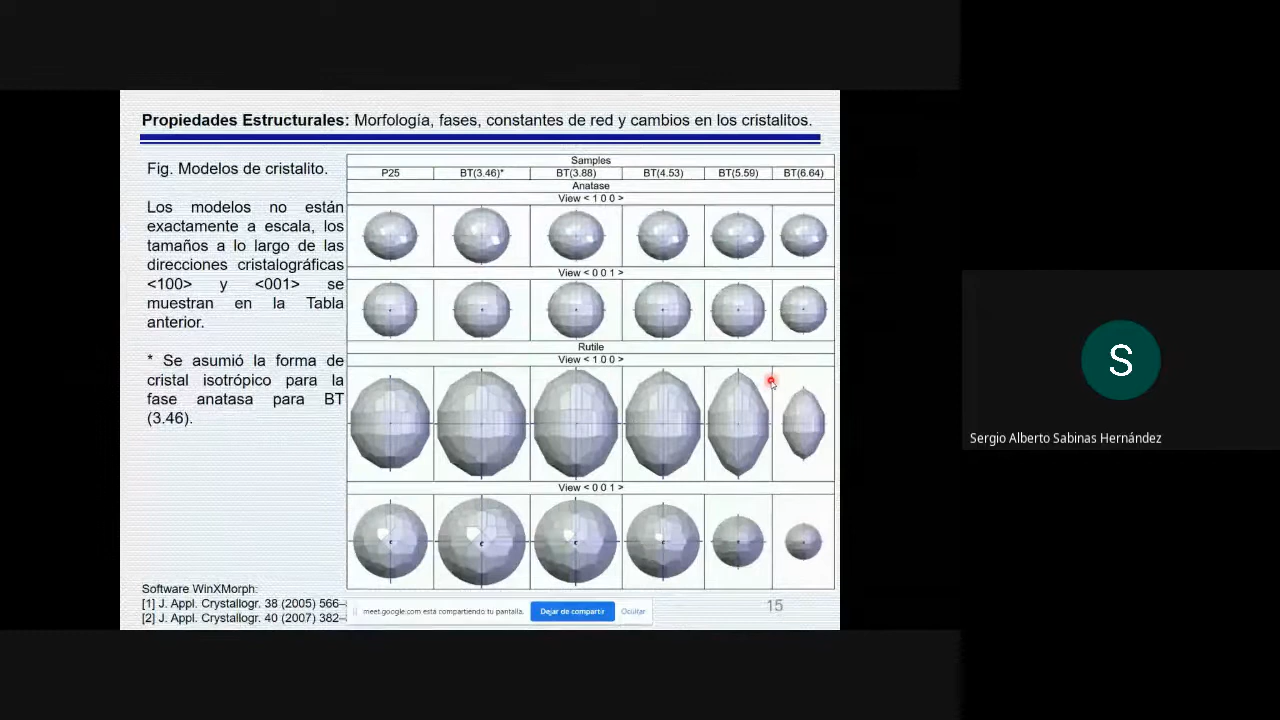 Propiedades Estructurales: Morfología, fases, constantes de red y cambios en los cristalitos.
Fig. Modelos de cristalito.
Los modelos no están
exactamente a escala, los
tamaños a lo largo de las
direcciones cristalográficas
<100> y <001> se
muestran en la Tabla
anterior.
* Se asumió la forma de
cristal isotrópico para la
fase anatasa para BT
(3.46).
Samples
P25 BT(3.46)* BT(3.88) BT(4.53) BT(5.59) BT(6.64)
Anatase
View < 1 0 0 >
View < 0 0 1 >
Rutile
View < 1 0 0 >
View < 0 0 1 >
Software WinXMorph:
[1] J. Appl. Crystallogr. 38 (2005) 566–
[2] J. Appl. Crystallogr. 40 (2007) 382–
meet.google.com está compartiendo tu pantalla.
Dejar de compartir
Ocultar
15
S
Sergio Alberto Sabinas Hernández